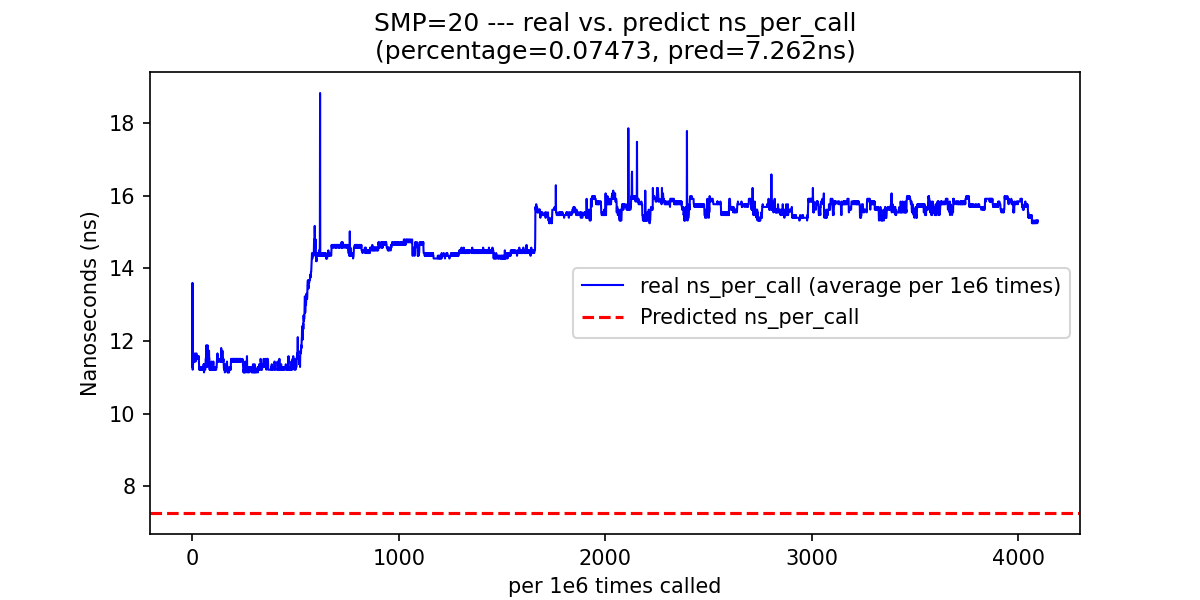 SMP=20 --- real vs. predict ns_per_call
(percentage=0.07473, pred=7.262ns)
Nanoseconds (ns)
18
16
14
12
10
8
real ns_per_call (average per 1e6 times)
Predicted ns_per_call
0
1000
2000
3000
4000
per 1e6 times called